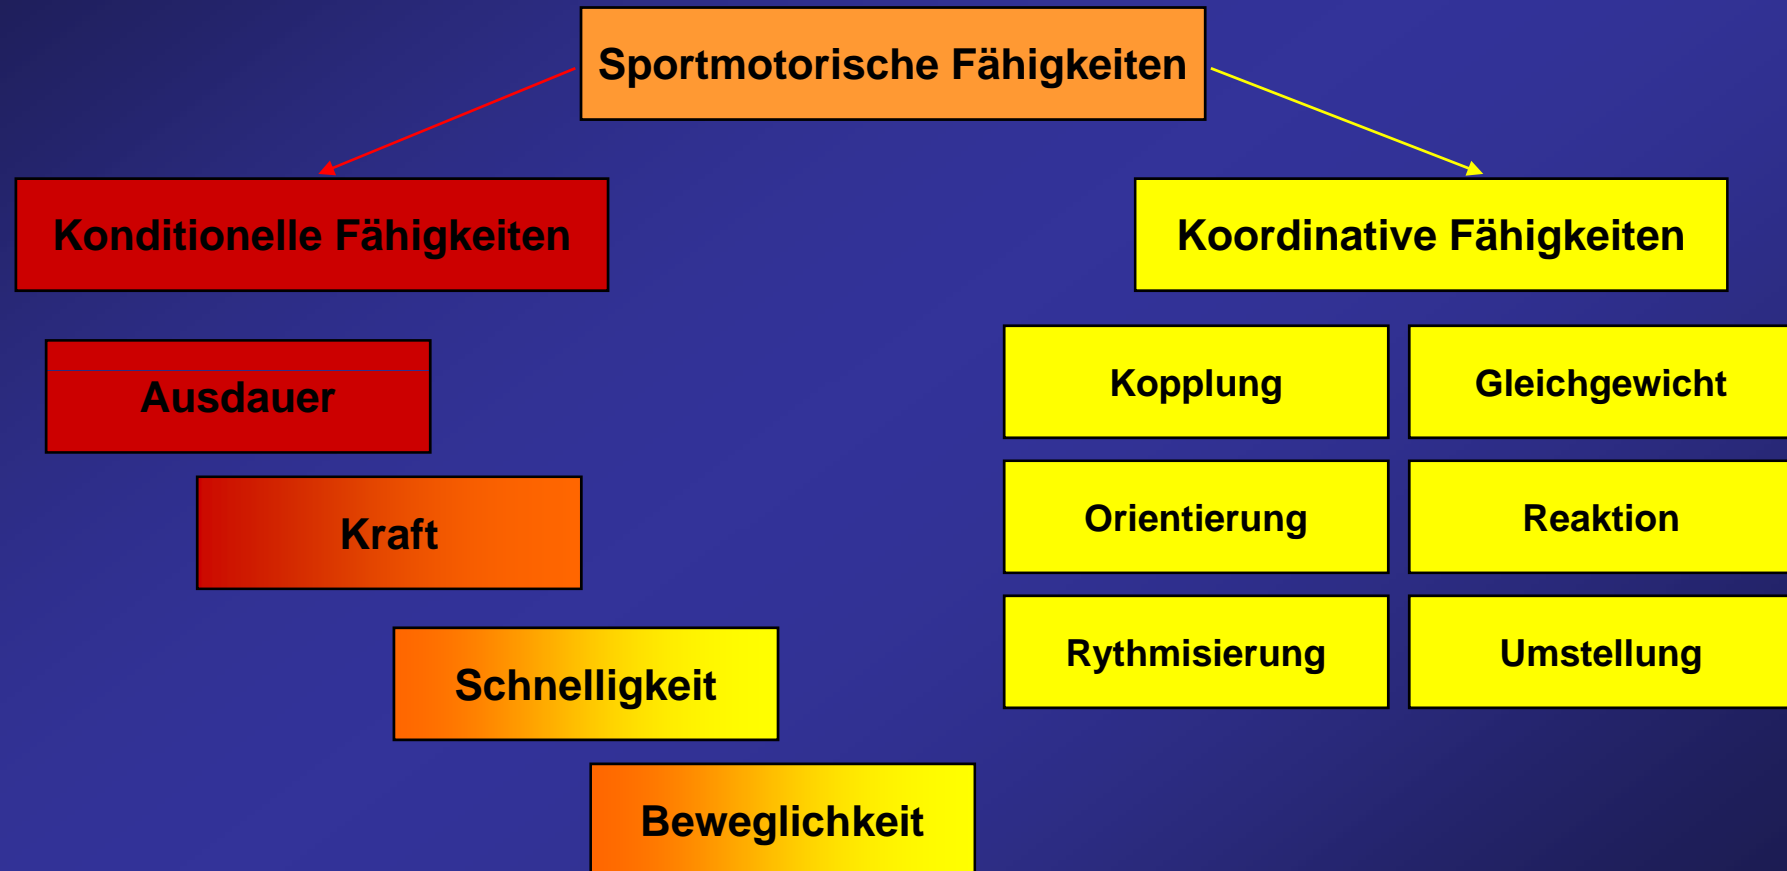 Sportmotorische Fähigkeiten
Konditionelle Fähigkeiten
Koordinative Fähigkeiten
Ausdauer
Kraft
Schnelligkeit
Beweglichkeit
Kopplung
Gleichgewicht
Orientierung
Reaktion
Rythmisierung
Umstellung